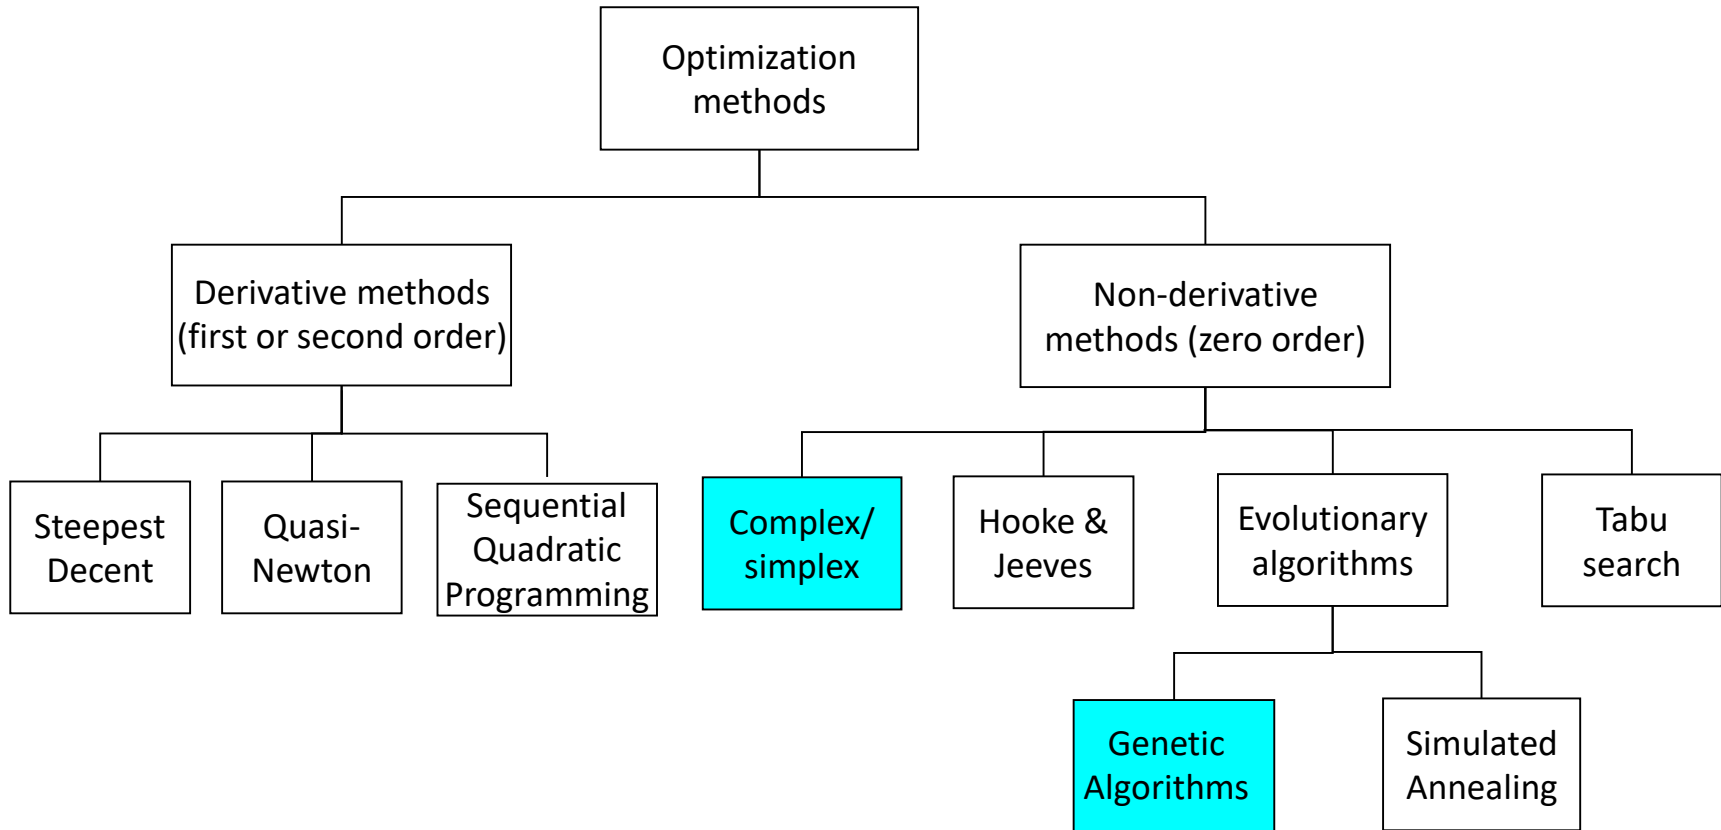 Optimization
methods
Derivative methods
(first or second order)
Non-derivative
methods (zero order)
Steepest
Decent
Quasi-
Newton
Sequential
Quadratic
Programming
Complex/
simplex
Hooke &
Jeeves
Evolutionary
algorithms
Tabu
search
Genetic
Algorithms
Simulated
Annealing